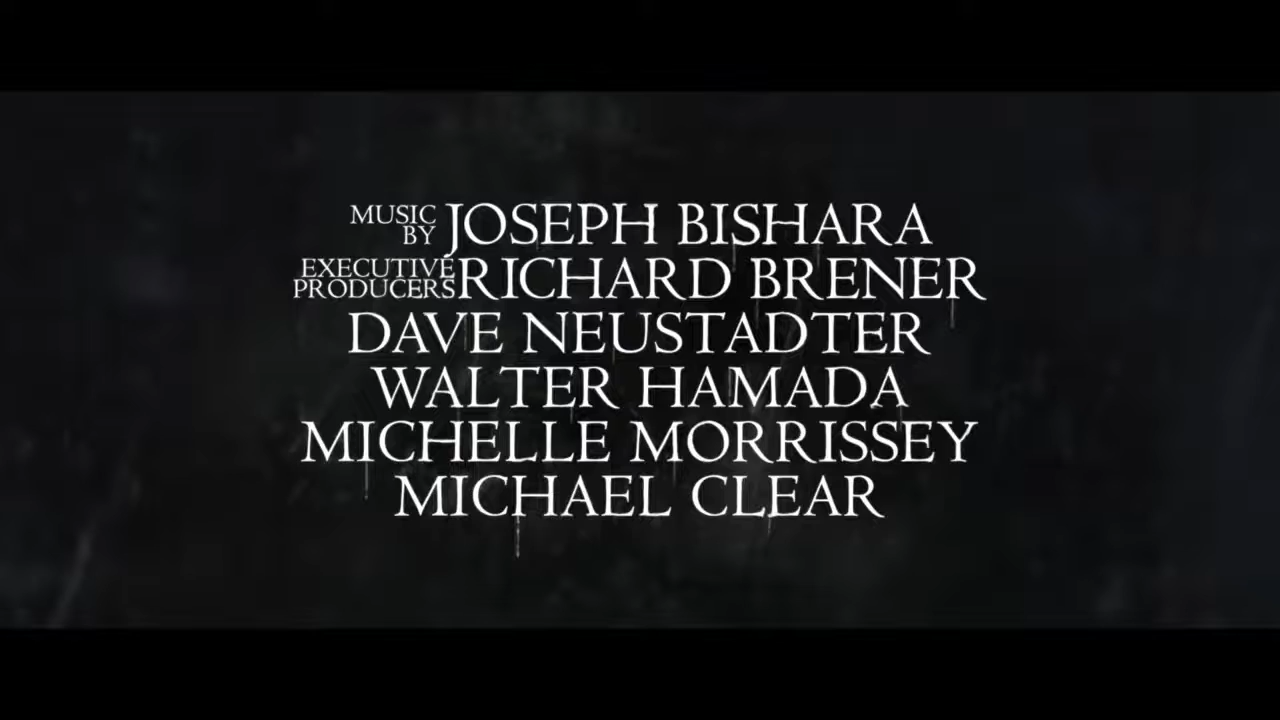 MUSIC BY JOSEPH BISHARA
EXECUTIVE PRODUCERS RICHARD BRENER
DAVE NEUSTADTER
WALTER HAMADA
MICHELLE MORRISSEY
MICHAEL CLEAR